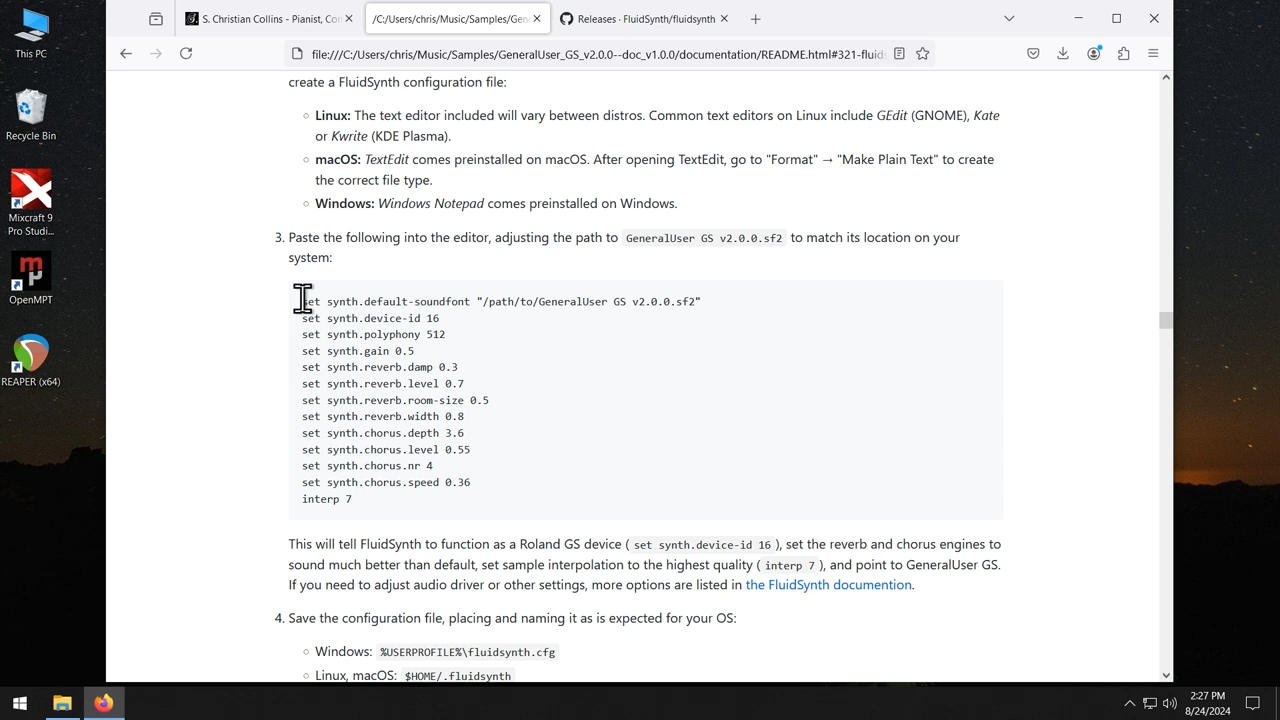 This PC
Recycle Bin
Mixcraft 9
Pro Studi...
OpenMPT
REAPER (x64)
S. Christian Collins - Pianist, Con
/C:/Users/chris/Music/Samples/Gen
Releases · FluidSynth/fluidsynth
file:///C:/Users/chris/Music/Samples/GeneralUser_GS_v2.0.0--doc_v1.0.0/documentation/README.html#321-fluid
create a FluidSynth configuration file:
Linux: The text editor included will vary between distros. Common text editors on Linux include GEdit (GNOME), Kate
or Kwrite (KDE Plasma).
macOS: TextEdit comes preinstalled on macOS. After opening TextEdit, go to "Format" → "Make Plain Text" to create
the correct file type.
Windows: Windows Notepad comes preinstalled on Windows.
3. Paste the following into the editor, adjusting the path to GeneralUser GS v2.0.0.sf2 to match its location on your
system:
set synth.default-soundfont "/path/to/GeneralUser GS v2.0.0.sf2"
set synth.device-id 16
set synth.polyphony 512
set synth.gain 0.5
set synth.reverb.damp 0.3
set synth.reverb.level 0.7
set synth.reverb.room-size 0.5
set synth.reverb.width 0.8
set synth.chorus.depth 3.6
set synth.chorus.level 0.55
set synth.chorus.nr 4
set synth.chorus.speed 0.36
interp 7
This will tell FluidSynth to function as a Roland GS device ( set synth.device-id 16 ), set the reverb and chorus engines to
sound much better than default, set sample interpolation to the highest quality ( interp 7 ), and point to GeneralUser GS.
If you need to adjust audio driver or other settings, more options are listed in the FluidSynth documention.
4. Save the configuration file, placing and naming it as is expected for your OS:
Windows: %USERPROFILE%\fluidsynth.cfg
Linux, macOS: $HOME/.fluidsynth
2:27 PM
8/24/2024